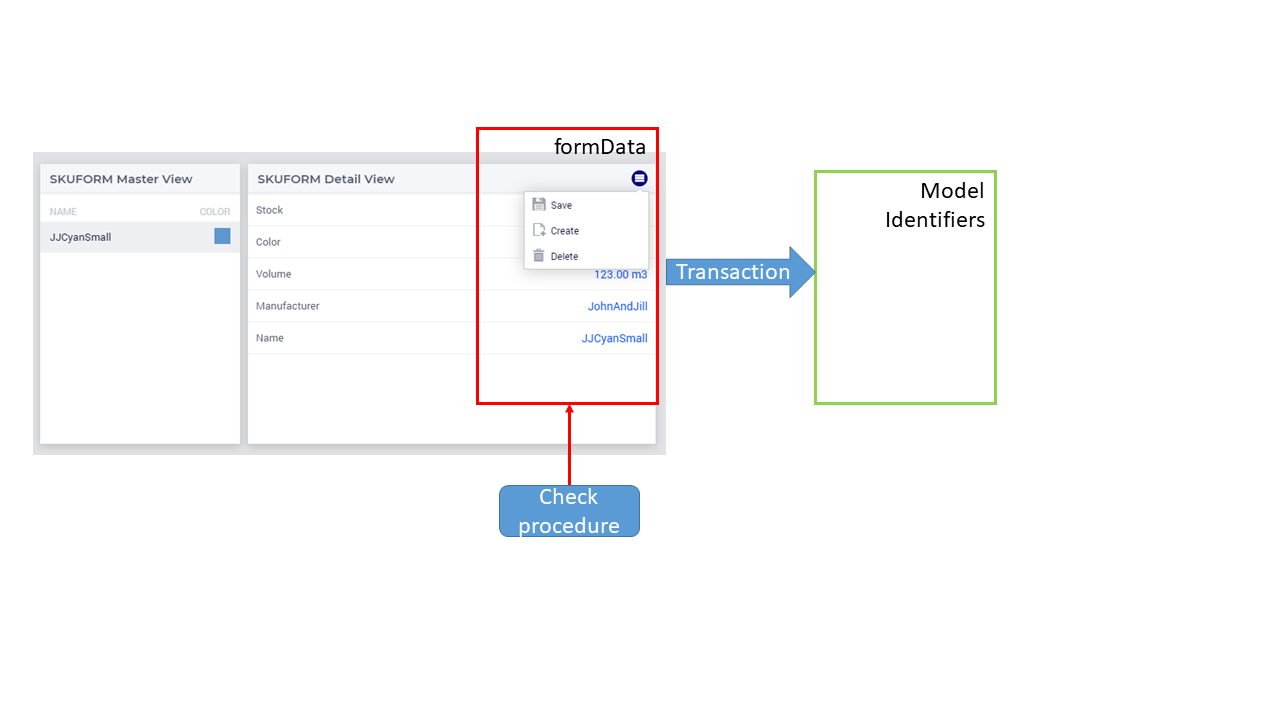 formData
SKUFORM Master View
SKUFORM Detail View
Model
Identifiers
NAME COLOR
Stock
Save
JJCyanSmall
Color
Create
Delete
Volume
123.00 m3
Transaction
Manufacturer
JohnAndJill
Name
JJCyanSmall
Check
procedure